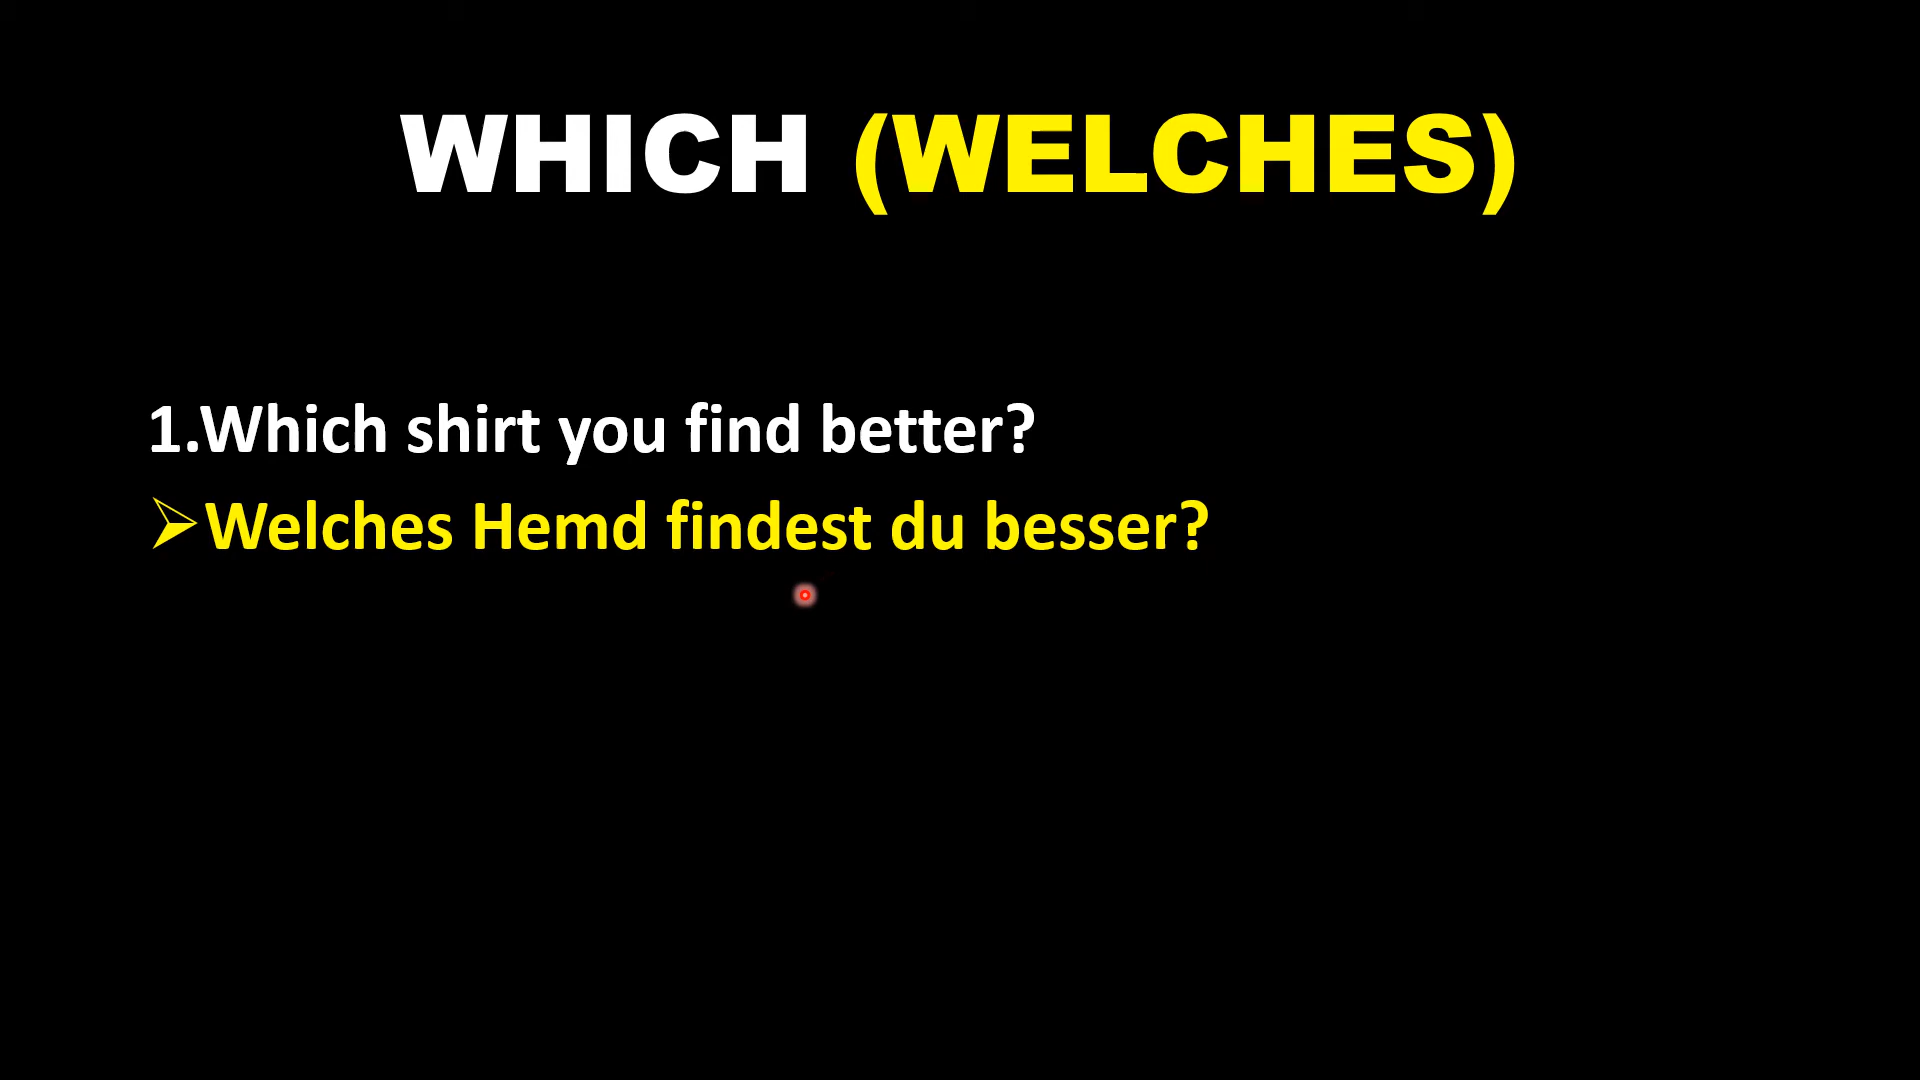 WHICH (WELCHES)
1.Which shirt you find better?
Welches Hemd findest du besser?